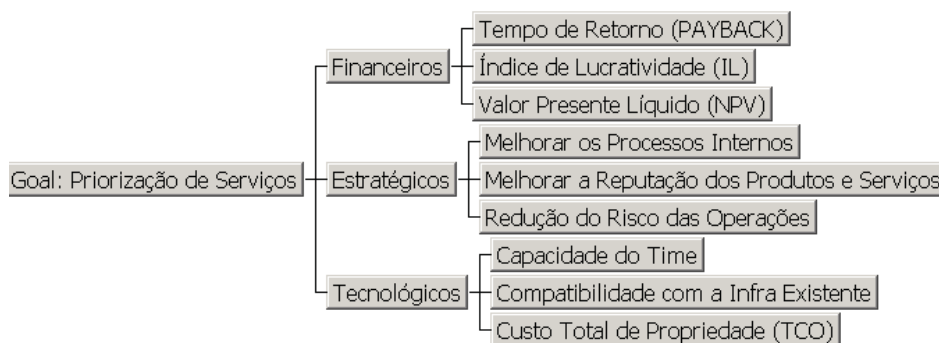 Tempo de Retorno (PAYBACK)
Financeiros
Índice de Lucratividade (IL)
Valor Presente Líquido (NPV)
Melhorar os Processos Internos
Goal: Priorização de Serviços
Estratégicos
Melhorar a Reputação dos Produtos e Serviços
Redução do Risco das Operações
Capacidade do Time
Tecnológicos
Compatibilidade com a Infra Existente
Custo Total de Propriedade (TCO)